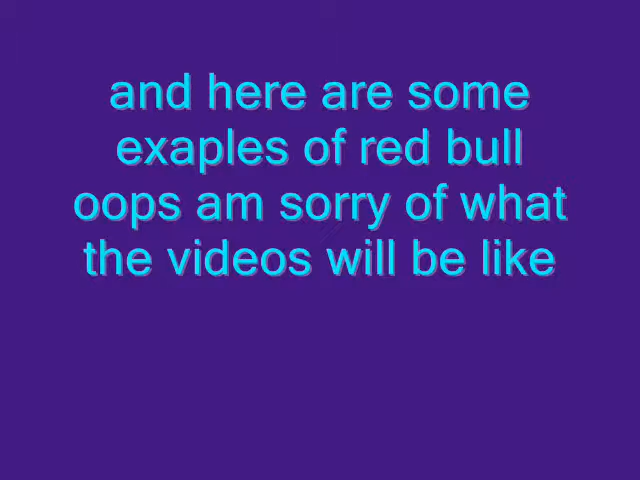 and here are some
exaples of red bull
oops am sorry of what
the videos will be like